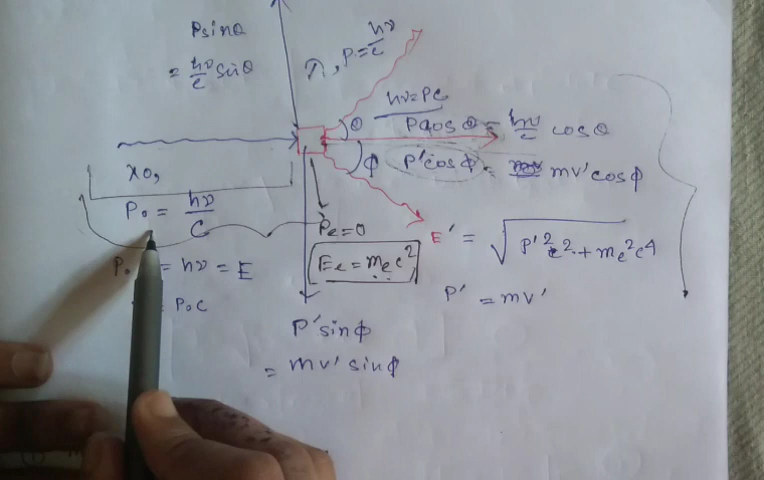 Psinθ
= hν/c sinθ
λ, P = hν/c
hν=Pc
θ Pcosθ = hν/c cosθ
ϕ P'cosϕ = mv'cosϕ
λ0,
P0 = hν/c
Pe=0
E' = √P'²c² + me²c⁴
P0 = hν = E
Ee = mec²
= P0c
P' = mv'
P'sinϕ
= mv' sinϕ